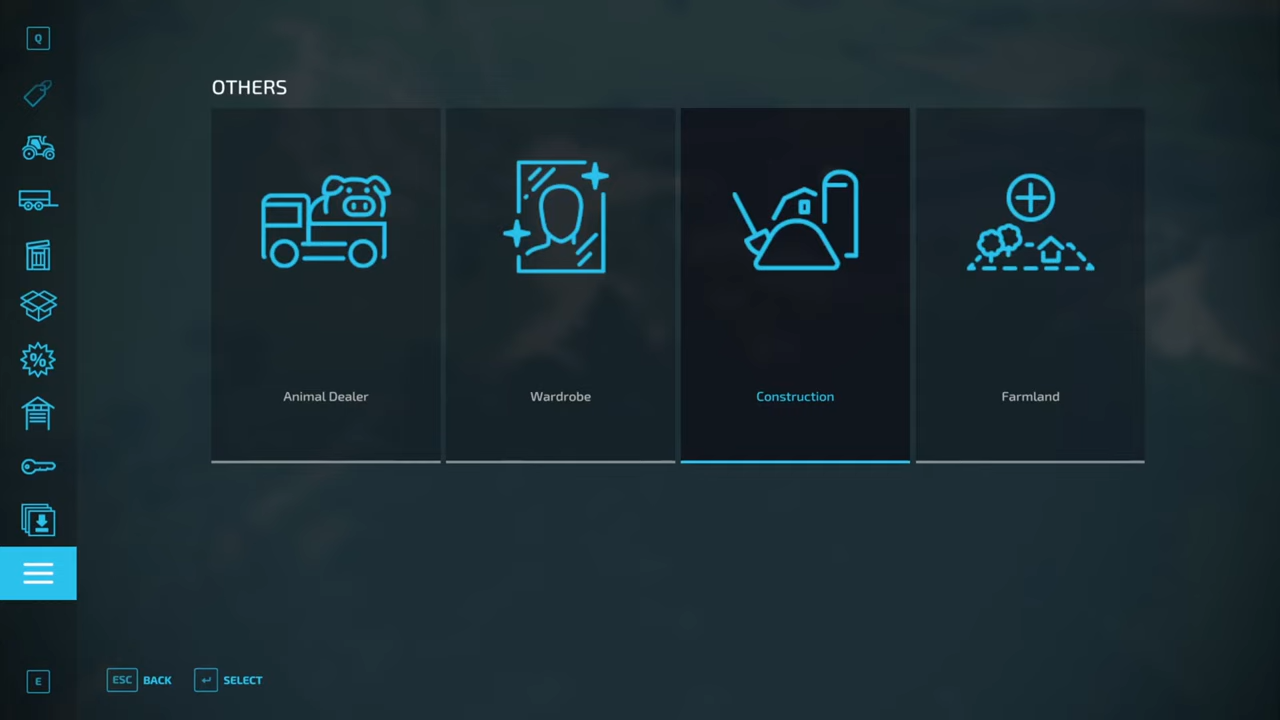 Q
OTHERS
%
Animal Dealer
Wardrobe
Construction
Farmland
E
ESC BACK
SELECT